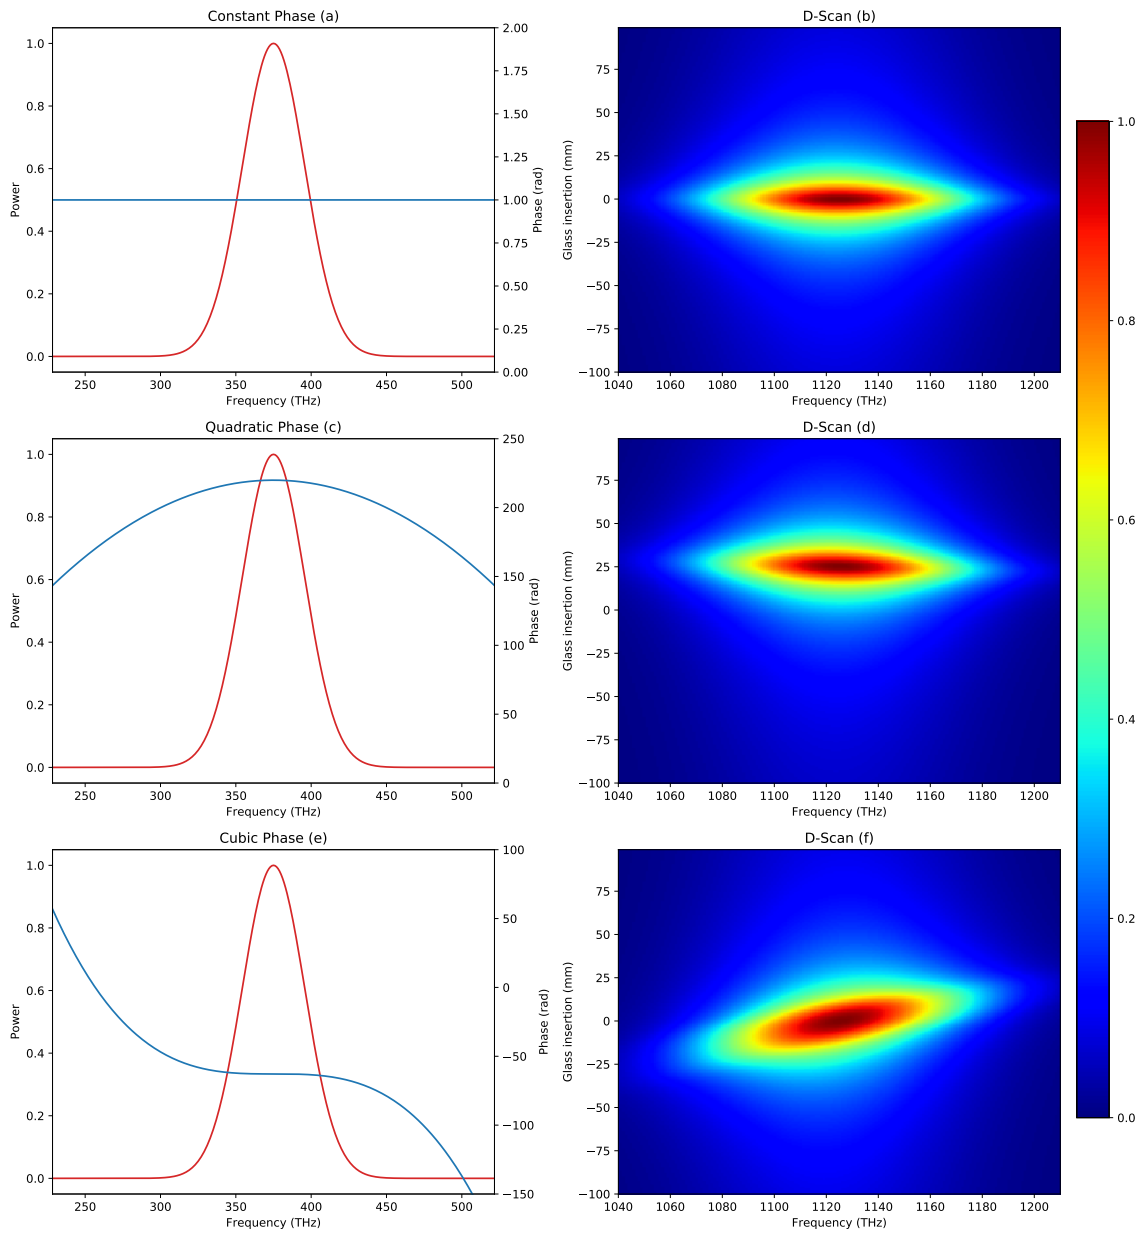 Constant Phase (a)
1.0
0.8
0.6
0.4
0.2
0.0
Power
2.00
1.75
1.50
1.25
1.00
0.75
0.50
0.25
0.00
Phase (rad)
250 300 350 400 450 500
Frequency (THz)
D-Scan (b)
75
50
25
0
−25
−50
−75
−100
Glass insertion (mm)
1040 1060 1080 1100 1120 1140 1160 1180 1200
Frequency (THz)
Quadratic Phase (c)
1.0
0.8
0.6
0.4
0.2
0.0
Power
250
200
150
100
50
0
Phase (rad)
250 300 350 400 450 500
Frequency (THz)
D-Scan (d)
75
50
25
0
−25
−50
−75
−100
Glass insertion (mm)
1040 1060 1080 1100 1120 1140 1160 1180 1200
Frequency (THz)
Cubic Phase (e)
1.0
0.8
0.6
0.4
0.2
0.0
Power
100
50
0
−50
−100
−150
Phase (rad)
250 300 350 400 450 500
Frequency (THz)
D-Scan (f)
75
50
25
0
−25
−50
−75
−100
Glass insertion (mm)
1040 1060 1080 1100 1120 1140 1160 1180 1200
Frequency (THz)
1.0
0.8
0.6
0.4
0.2
0.0